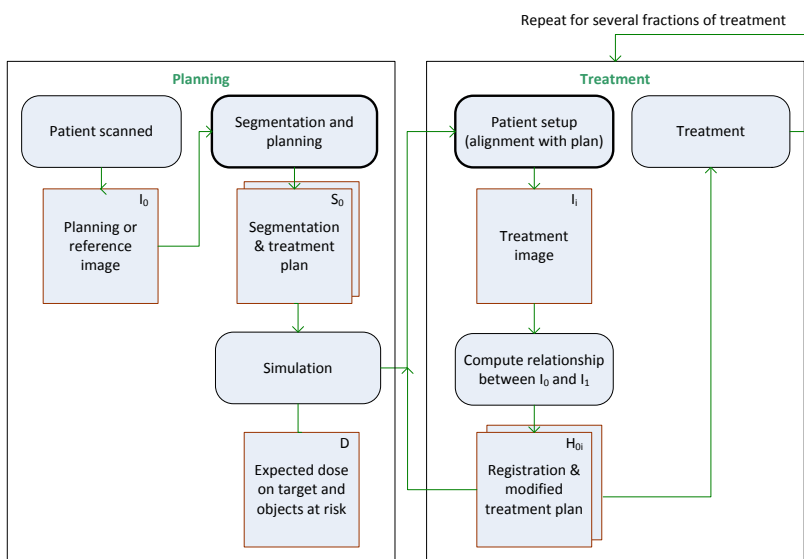 Repeat for several fractions of treatment
Planning
Patient scanned
I₀
Planning or
reference
image
Segmentation and
planning
S₀
Segmentation
& treatment
plan
Simulation
D
Expected dose
on target and
objects at risk
Treatment
Patient setup
(alignment with plan)
Iᵢ
Treatment
image
Compute relationship
between I₀ and I₁
H₀ᵢ
Registration &
modified
treatment plan
Treatment